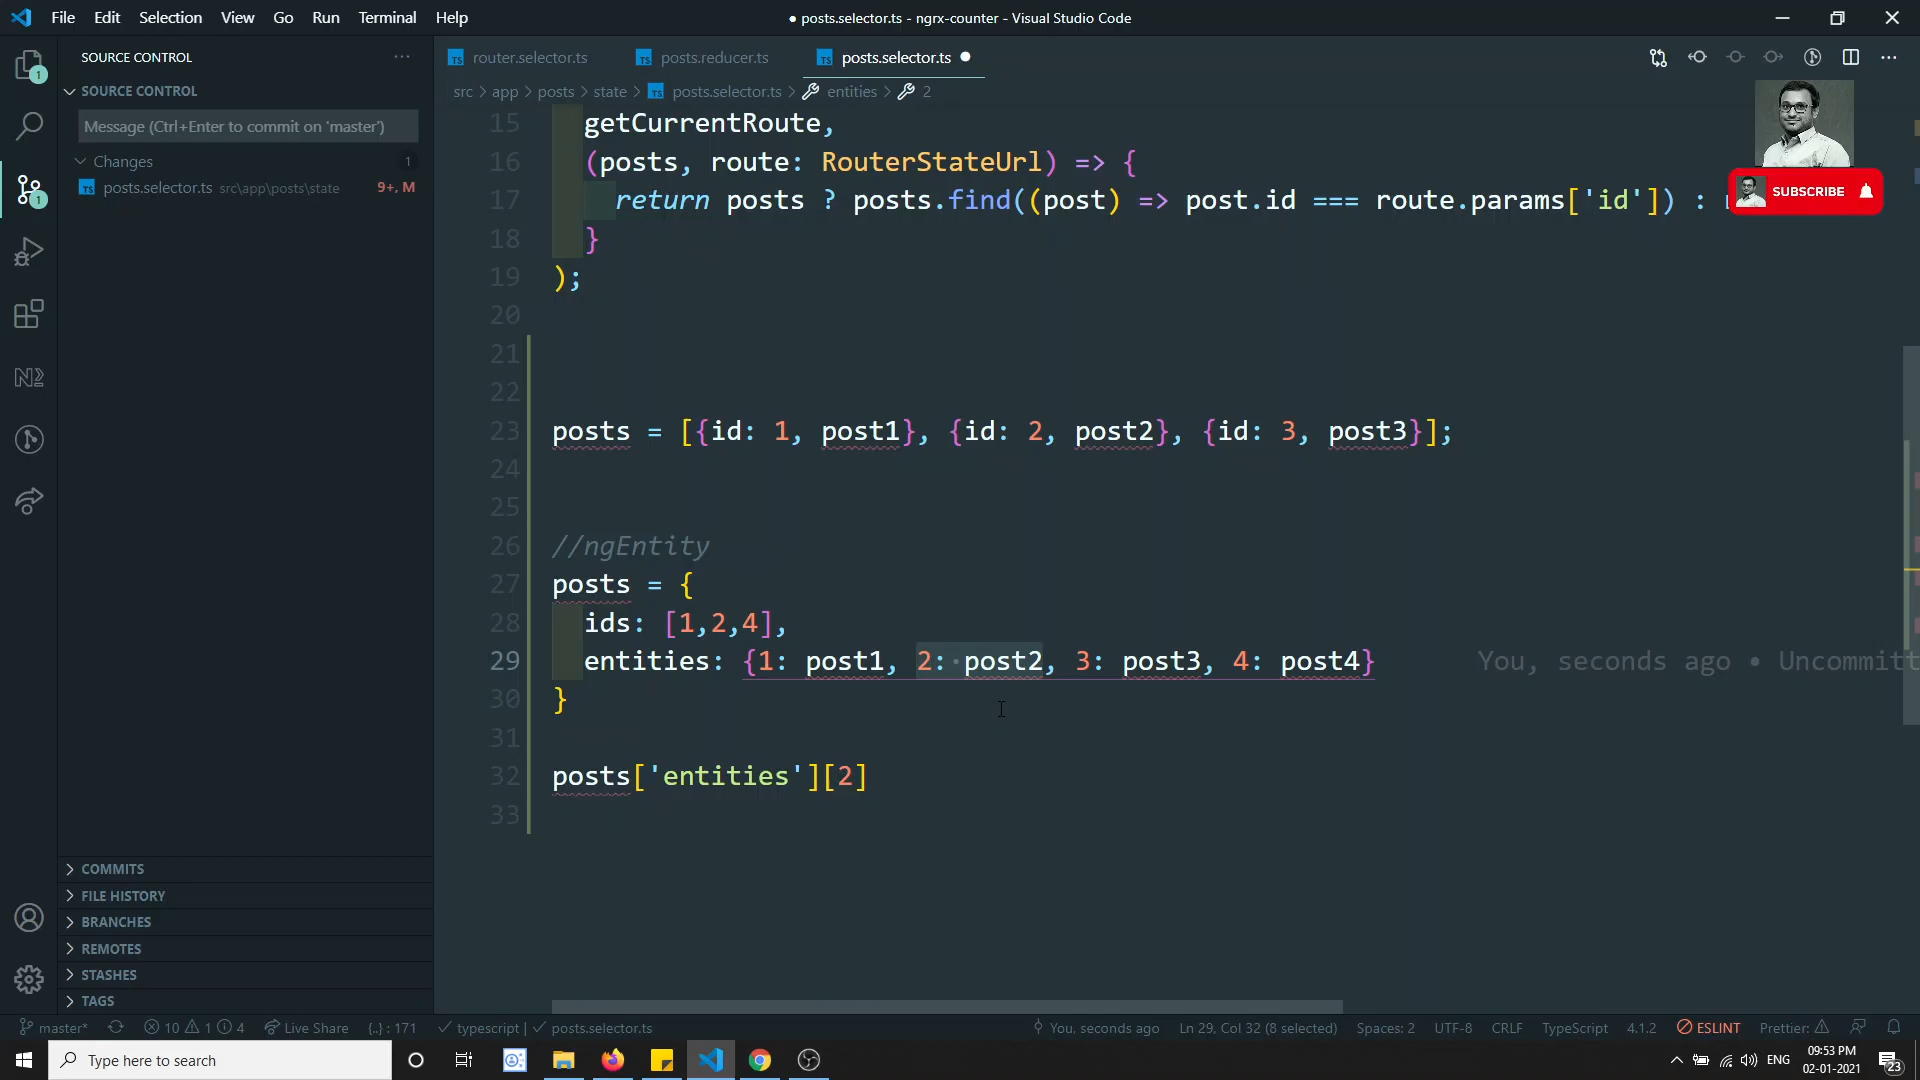 File Edit Selection View Go Run Terminal Help
● posts.selector.ts - ngrx-counter - Visual Studio Code
SOURCE CONTROL
SOURCE CONTROL
Message (Ctrl+Enter to commit on 'master')
Changes 1
posts.selector.ts src\app\posts\state 9+, M
COMMITS
FILE HISTORY
BRANCHES
REMOTES
STASHES
TAGS
router.selector.ts posts.reducer.ts posts.selector.ts
src > app > posts > state > posts.selector.ts > entities > 2
SUBSCRIBE
15 getCurrentRoute,
16 (posts, route: RouterStateUrl) => {
17 return posts ? posts.find((post) => post.id === route.params['id']) :
18 }
19 );
20
21
22
23 posts = [{id: 1, post1}, {id: 2, post2}, {id: 3, post3}];
24
25
26 //ngEntity
27 posts = {
28 ids: [1,2,4],
29 entities: {1: post1, 2: post2, 3: post3, 4: post4} You, seconds ago • Uncommitt
30 }
31
32 posts['entities'][2]
33
master* 10 1 4 Live Share {..} : 171 typescript | posts.selector.ts You, seconds ago Ln 29, Col 32 (8 selected) Spaces: 2 UTF-8 CRLF TypeScript 4.1.2 ESLINT Prettier:
Type here to search
ENG
09:53 PM
02-01-2021
23